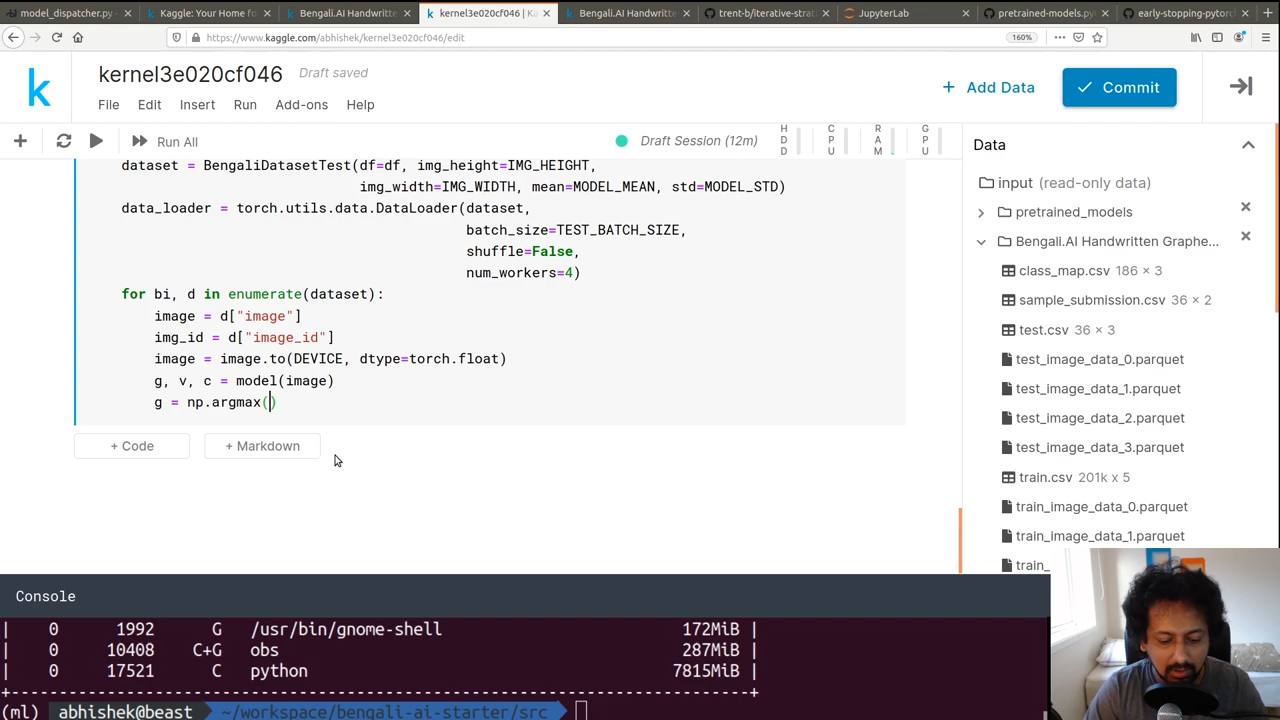 model_dispatcher.py -
Kaggle: Your Home fo
Bengali.AI Handwritte
kernel3e020cf046 | Ka
Bengali.AI Handwritte
trent-b/iterative-strati
JupyterLab
pretrained-models.py
early-stopping-pytorc
https://www.kaggle.com/abhishek/kernel3e020cf046/edit
160%
kernel3e020cf046
Draft saved
File Edit Insert Run Add-ons Help
+ Add Data
Commit
Run All
Draft Session (12m)
HDD
CPU
RAM
GPU
dataset = BengaliDatasetTest(df=df, img_height=IMG_HEIGHT,
img_width=IMG_WIDTH, mean=MODEL_MEAN, std=MODEL_STD)
data_loader = torch.utils.data.DataLoader(dataset,
batch_size=TEST_BATCH_SIZE,
shuffle=False,
num_workers=4)
for bi, d in enumerate(dataset):
image = d["image"]
img_id = d["image_id"]
image = image.to(DEVICE, dtype=torch.float)
g, v, c = model(image)
g = np.argmax()
+ Code
+ Markdown
Data
input (read-only data)
pretrained_models
Bengali.AI Handwritten Graphe...
class_map.csv 186 × 3
sample_submission.csv 36 × 2
test.csv 36 × 3
test_image_data_0.parquet
test_image_data_1.parquet
test_image_data_2.parquet
test_image_data_3.parquet
train.csv 201k x 5
train_image_data_0.parquet
train_image_data_1.parquet
train_
Console
| 0 1992 G /usr/bin/gnome-shell 172MiB |
| 0 10408 C+G obs 287MiB |
| 0 17521 C python 7815MiB |
+-----------------------------------------------------------------------------+
(ml) abhishek@beast ~/workspace/bengali-ai-starter/src